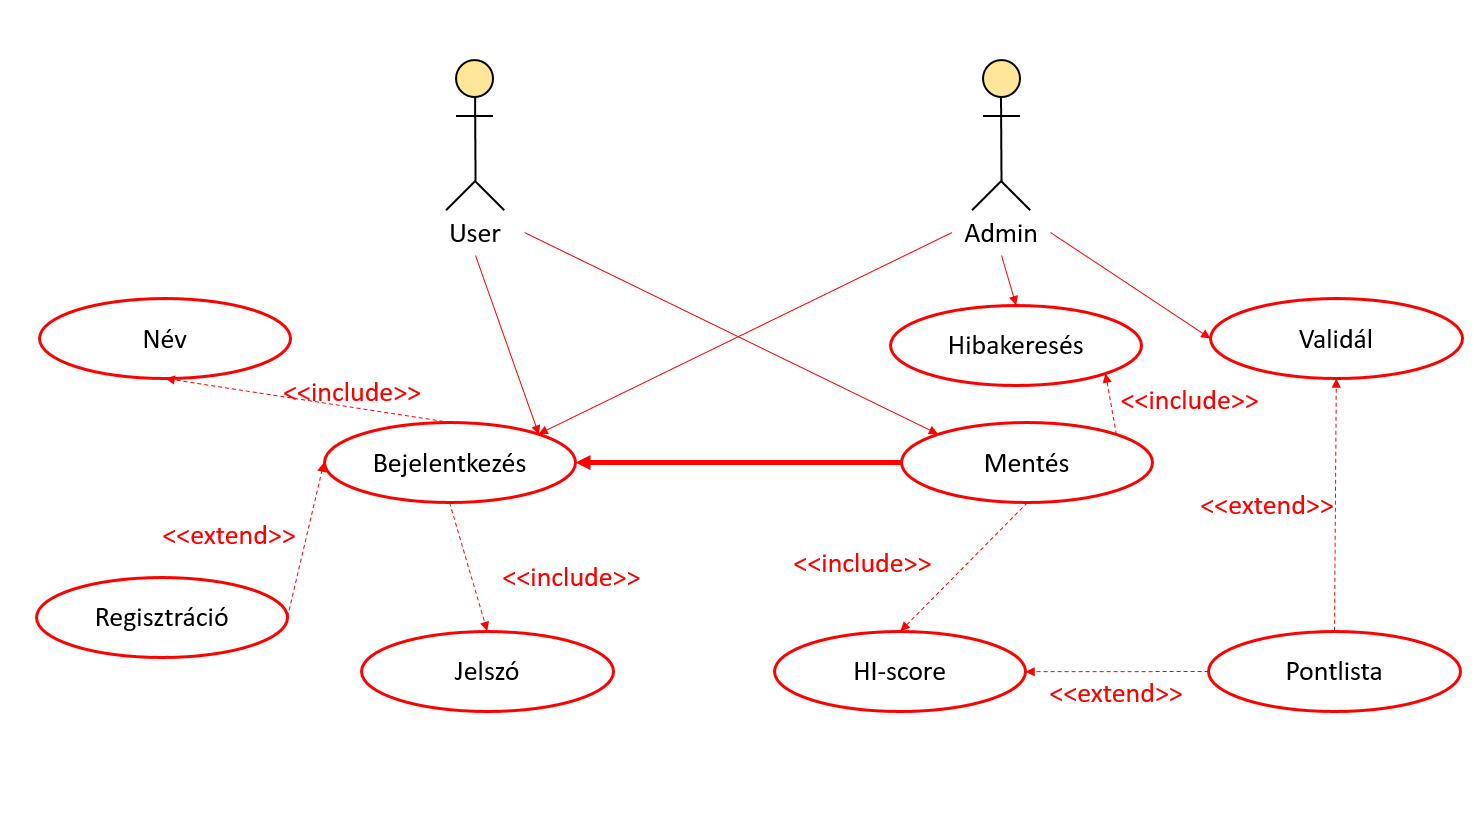 User
Admin
Név
Hibakeresés
Validál
<<include>>
<<include>>
Bejelentkezés
Mentés
<<extend>>
<<extend>>
<<include>>
<<include>>
Regisztráció
Jelszó
HI-score
Pontlista
<<extend>>